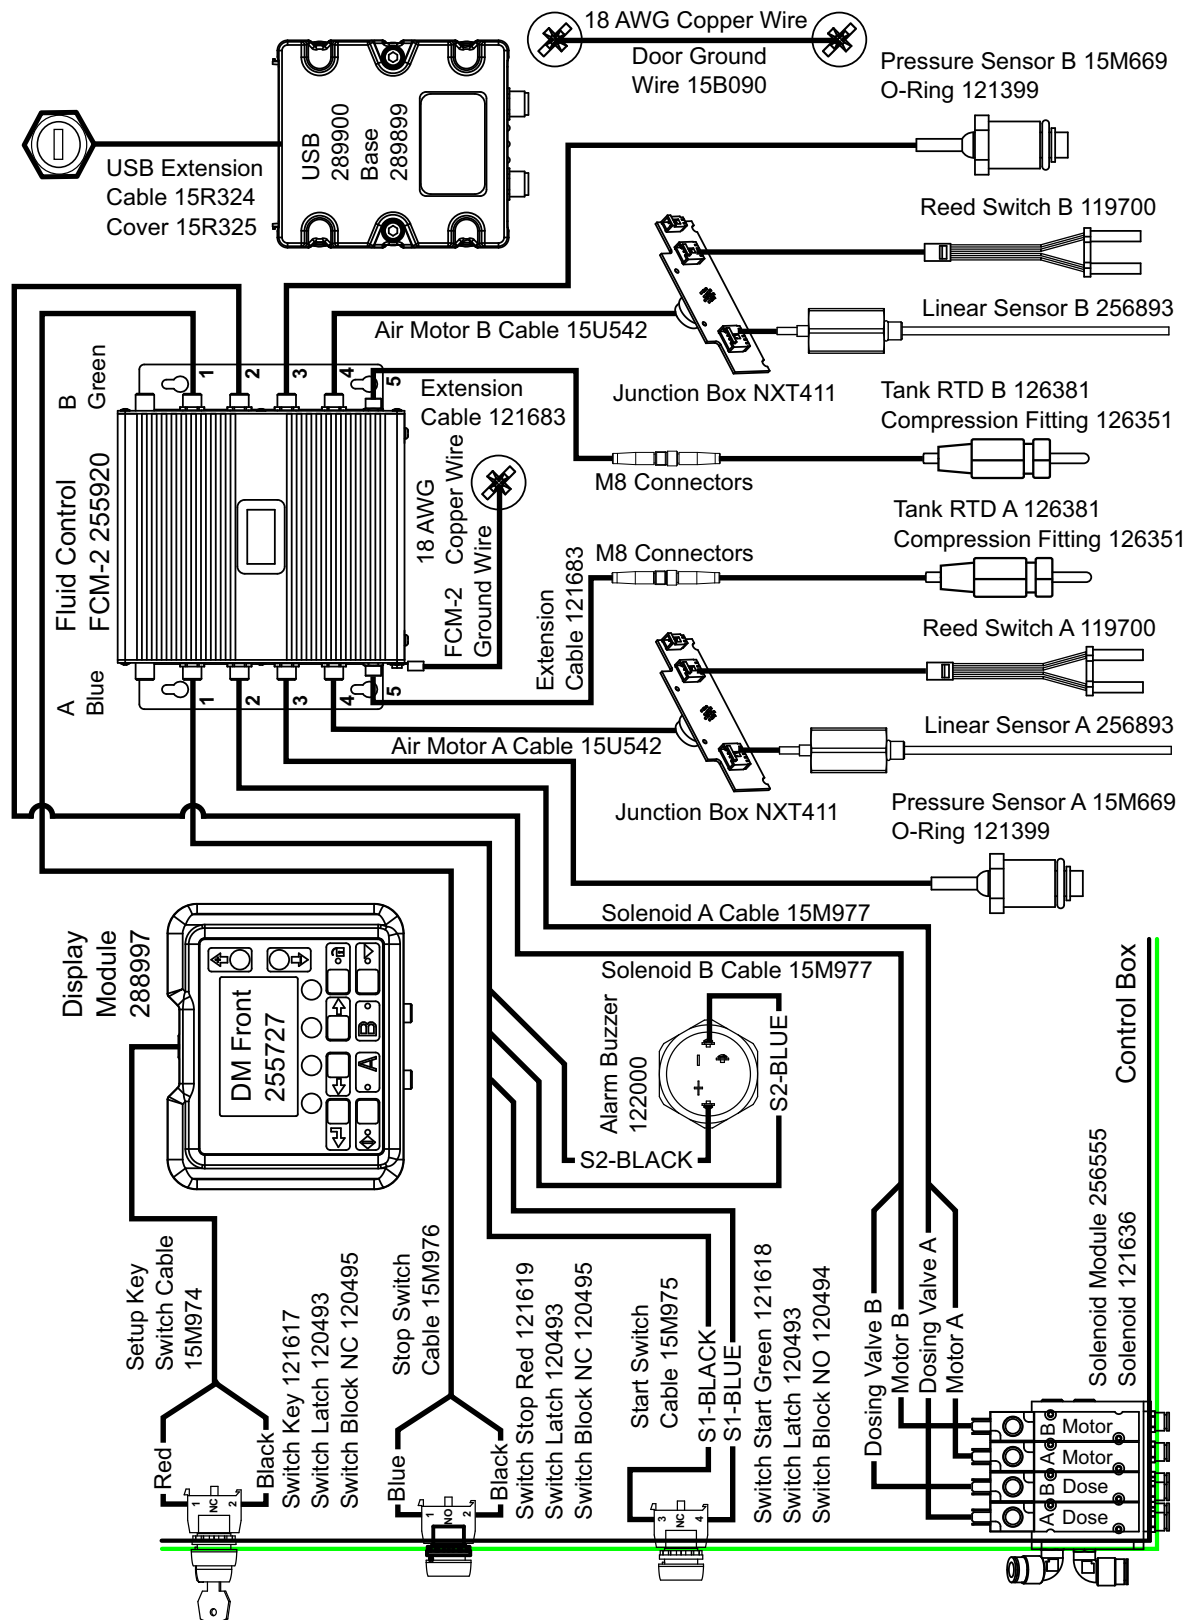 18 AWG Copper Wire
Door Ground
Wire 15B090
Pressure Sensor B 15M669
O-Ring 121399
USB
289900
Base
289899
USB Extension
Cable 15R324
Cover 15R325
Reed Switch B 119700
Linear Sensor B 256893
Air Motor B Cable 15U542
Junction Box NXT411
B
Green
1
2
3
4
5
Extension
Cable 121683
Tank RTD B 126381
Compression Fitting 126351
M8 Connectors
Fluid Control
FCM-2 255920
18 AWG
Copper Wire
FCM-2
Ground Wire
Tank RTD A 126381
Compression Fitting 126351
M8 Connectors
Extension
Cable 121683
Reed Switch A 119700
A
Blue
1
2
3
4
5
Linear Sensor A 256893
Air Motor A Cable 15U542
Junction Box NXT411
Pressure Sensor A 15M669
O-Ring 121399
Solenoid A Cable 15M977
Solenoid B Cable 15M977
Display
Module
288997
DM Front
255727
A
B
Alarm Buzzer
122000
+
–
S2-BLUE
S2-BLACK
Control Box
Setup Key
Switch Cable
15M974
Red
Black
Switch Key 121617
Switch Latch 120493
Switch Block NC 120495
1
NC
2
Stop Switch
Cable 15M976
Blue
Black
Switch Stop Red 121619
Switch Latch 120493
Switch Block NC 120495
1
NO
2
Start Switch
Cable 15M975
S1-BLACK
S1-BLUE
Switch Start Green 121618
Switch Latch 120493
Switch Block NO 120494
3
NC
4
Dosing Valve B
Motor B
Dosing Valve A
Motor A
Solenoid Module 256555
Solenoid 121636
B Motor
A Motor
B Dose
A Dose